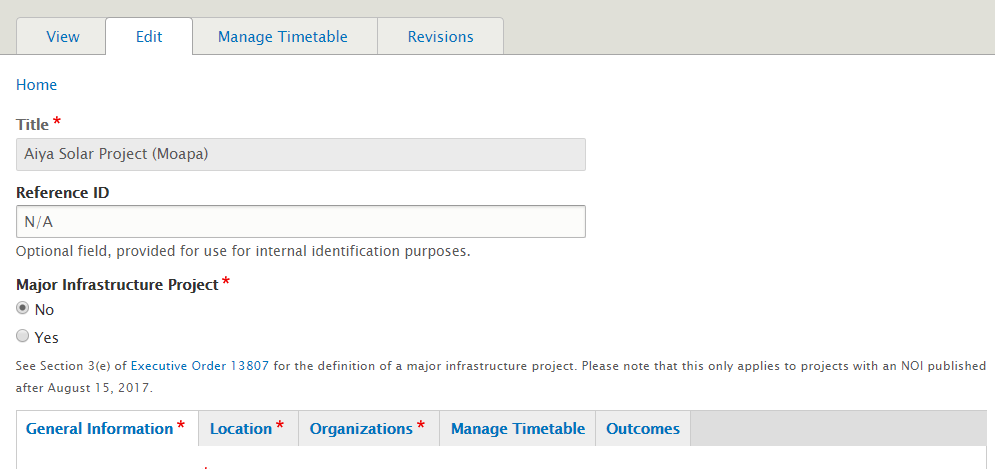 View Edit Manage Timetable Revisions
Home
Title *
Aiya Solar Project (Moapa)
Reference ID
N/A
Optional field, provided for use for internal identification purposes.
Major Infrastructure Project *
No
Yes
See Section 3(e) of Executive Order 13807 for the definition of a major infrastructure project. Please note that this only applies to projects with an NOI published
after August 15, 2017.
General Information * Location * Organizations * Manage Timetable Outcomes